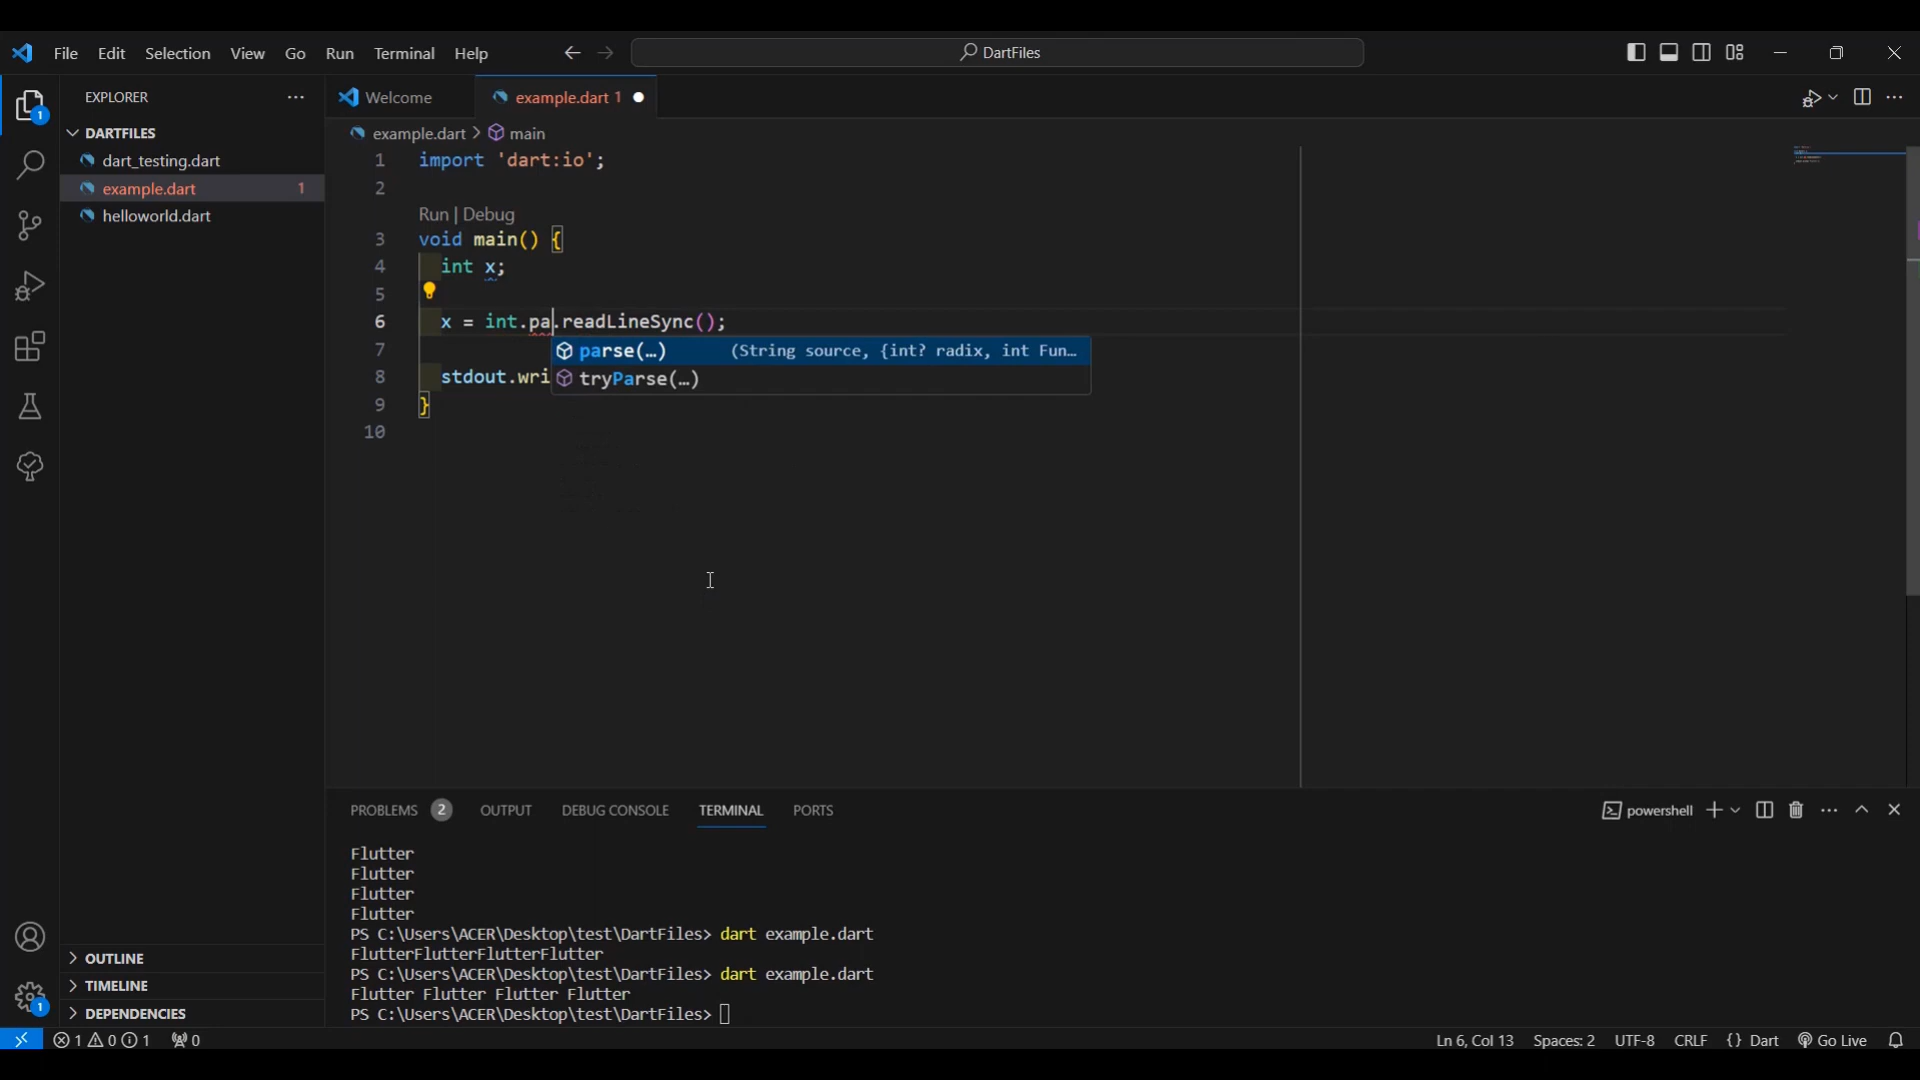 File Edit Selection View Go Run Terminal Help
DartFiles
EXPLORER
DARTFILES
dart_testing.dart
example.dart 1
helloworld.dart
OUTLINE
TIMELINE
DEPENDENCIES
Welcome
example.dart 1
example.dart > main
1 import 'dart:io';
2
Run | Debug
3 void main() {
4 int x;
5
6 x = int.pa.readLineSync();
7
parse(…) (String source, {int? radix, int Fun…
8 stdout.wri
tryParse(…)
9 }
10
PROBLEMS 2 OUTPUT DEBUG CONSOLE TERMINAL PORTS
powershell
Flutter
Flutter
Flutter
Flutter
PS C:\Users\ACER\Desktop\test\DartFiles> dart example.dart
FlutterFlutterFlutterFlutter
PS C:\Users\ACER\Desktop\test\DartFiles> dart example.dart
Flutter Flutter Flutter Flutter
PS C:\Users\ACER\Desktop\test\DartFiles>
1
1
1 0 1 0
Ln 6, Col 13 Spaces: 2 UTF-8 CRLF {} Dart Go Live